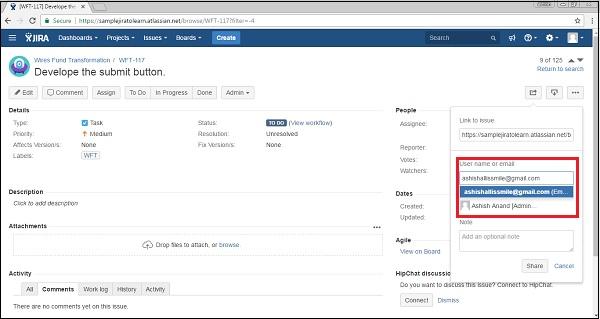 [WFT-117] Develope the
Secure | https://samplejiratolearn.atlassian.net/browse/WFT-117?filter=-4
JIRA Dashboards Projects Issues Boards Create Search
Wires Fund Transformation / WFT-117 9 of 125
Return to search
Develope the submit button.
Edit Comment Assign To Do In Progress Done Admin
Details
Type: Task
Status: TO DO (View workflow)
Priority: Medium
Resolution: Unresolved
Affects Version/s: None
Fix Version/s: None
Labels: WFT
Description
Click to add description
Attachments
Drop files to attach, or browse.
Activity
All Comments Work log History Activity
There are no comments yet on this issue.
People
Assignee:
Reporter:
Votes:
Watchers:
Dates
Created:
Updated:
Agile
View on Board
HipChat discussio
Do you want to discuss this issue? Connect to HipChat.
Connect Dismiss
Link to issue
https://samplejiratolearn.atlassian.net/b
User name or email
ashishallissmile@gmail.com
ashishallissmile@gmail.com (Em...
Ashish Anand [Admin...
Note
Add an optional note
Share Cancel